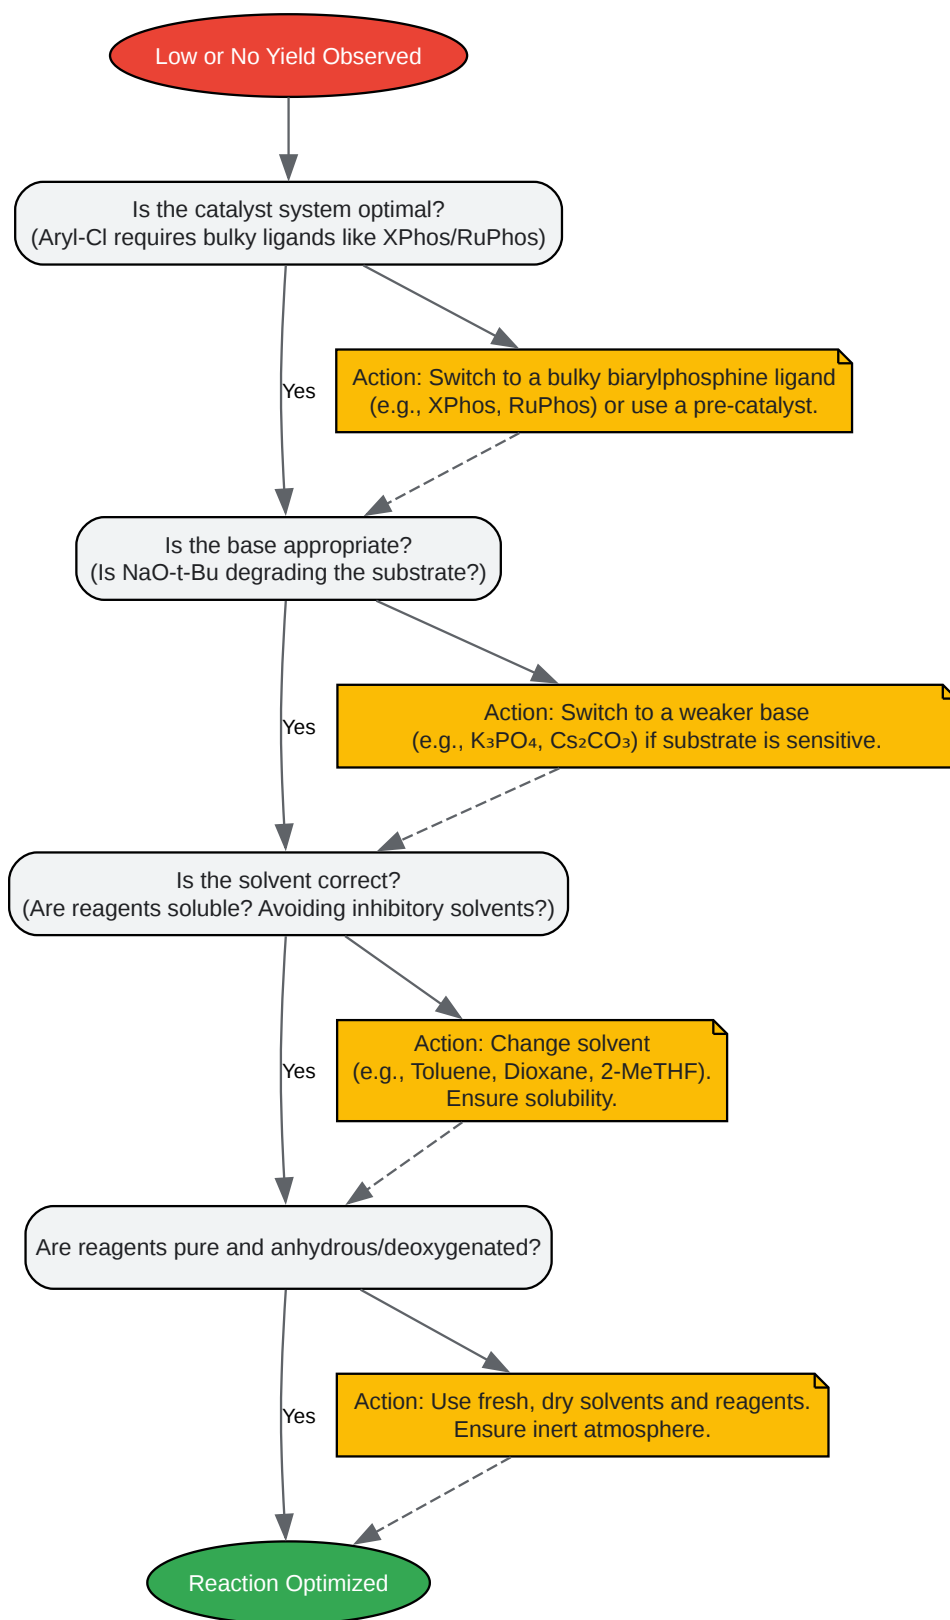 Low or No Yield Observed
Is the catalyst system optimal?
(Aryl-Cl requires bulky ligands like XPhos/RuPhos)
Yes
Action: Switch to a bulky biarylphosphine ligand
(e.g., XPhos, RuPhos) or use a pre-catalyst.
Is the base appropriate?
(Is NaO-t-Bu degrading the substrate?)
Yes
Action: Switch to a weaker base
(e.g., K₃PO₄, Cs₂CO₃) if substrate is sensitive.
Is the solvent correct?
(Are reagents soluble? Avoiding inhibitory solvents?)
Yes
Action: Change solvent
(e.g., Toluene, Dioxane, 2-MeTHF).
Ensure solubility.
Are reagents pure and anhydrous/deoxygenated?
Yes
Action: Use fresh, dry solvents and reagents.
Ensure inert atmosphere.
Reaction Optimized